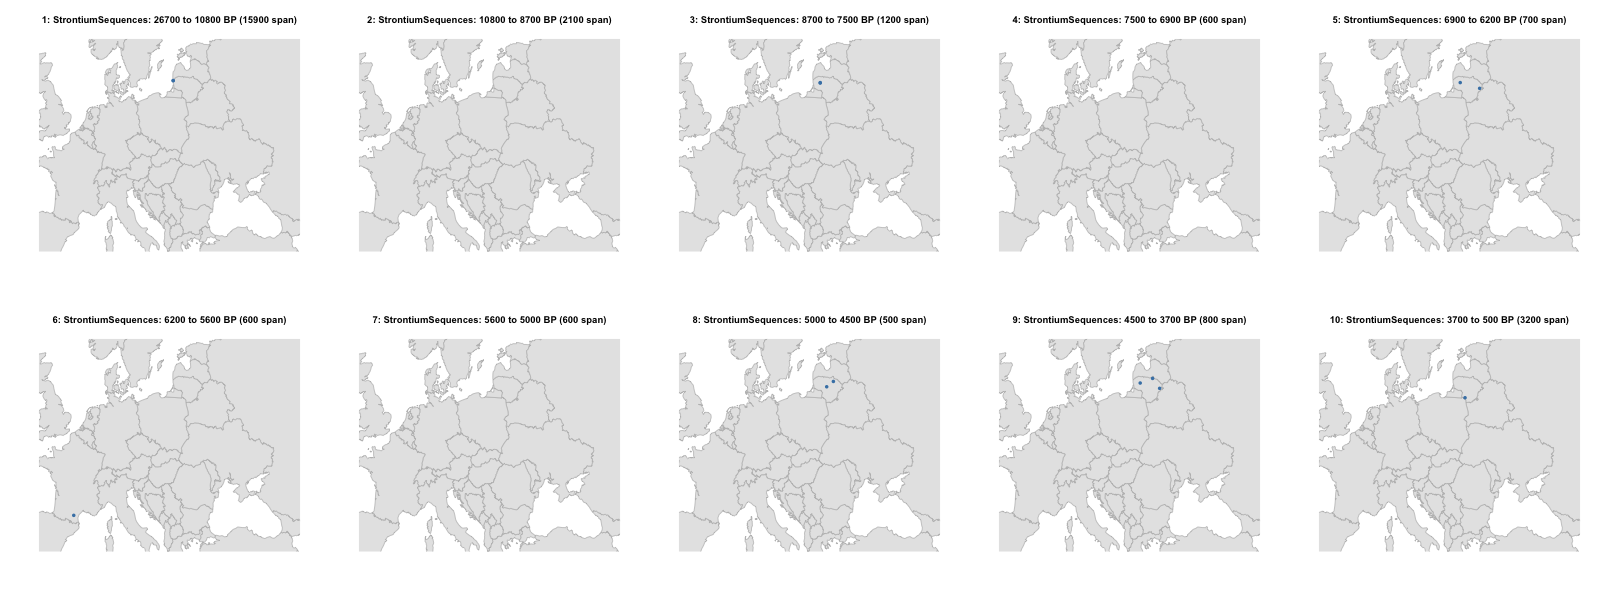 1: StrontiumSequences: 26700 to 10800 BP (15900 span)
2: StrontiumSequences: 10800 to 8700 BP (2100 span)
3: StrontiumSequences: 8700 to 7500 BP (1200 span)
4: StrontiumSequences: 7500 to 6900 BP (600 span)
5: StrontiumSequences: 6900 to 6200 BP (700 span)
6: StrontiumSequences: 6200 to 5600 BP (600 span)
7: StrontiumSequences: 5600 to 5000 BP (600 span)
8: StrontiumSequences: 5000 to 4500 BP (500 span)
9: StrontiumSequences: 4500 to 3700 BP (800 span)
10: StrontiumSequences: 3700 to 500 BP (3200 span)